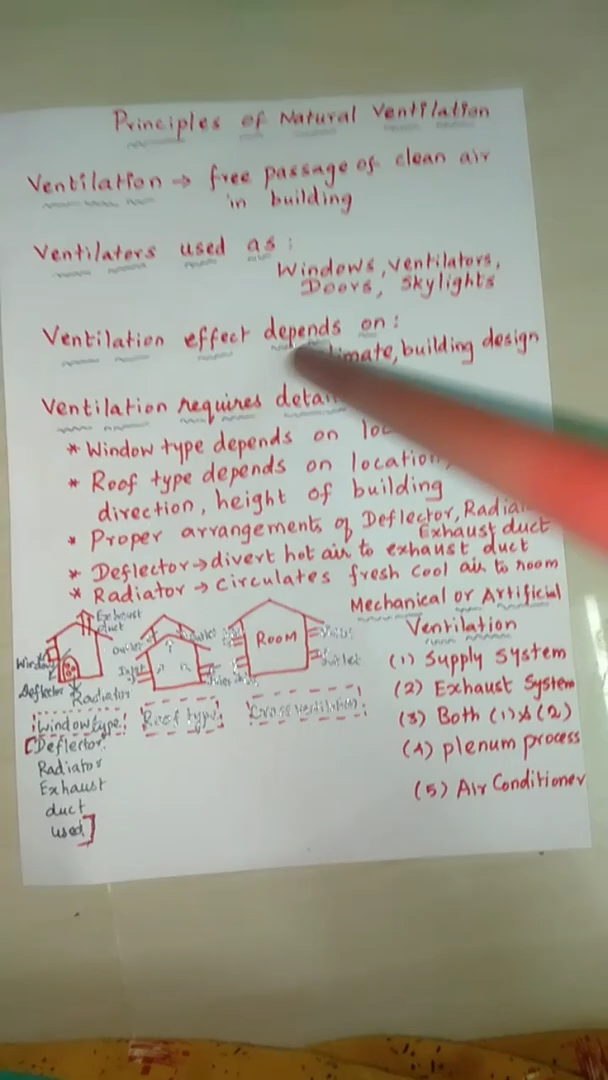 Principles of Natural Ventilation
Ventilation → free passage of clean air
in building
Ventilators used as :
Windows, Ventilators,
Doors, Skylights
Ventilation effect depends on :
building design
Ventilation requires
* Window type depends on
* Roof type depends on location,
direction, height of building
* Proper arrangements of Deflector,
Exhaust duct
* Deflector → divert hot air to exhaust duct
* Radiator → circulates fresh cool air to room
Mechanical or Artificial
Ventilation
(1) Supply System
(2) Exhaust System
(3) Both (1) & (2)
(4) plenum process
(5) Air Conditioner
Exhaust
duct
Window
Deflector
Radiator
Window type
Inlet
Roof type
ROOM
Outlet
Cross ventilation
[Deflector
Radiator
Exhaust
duct
used]